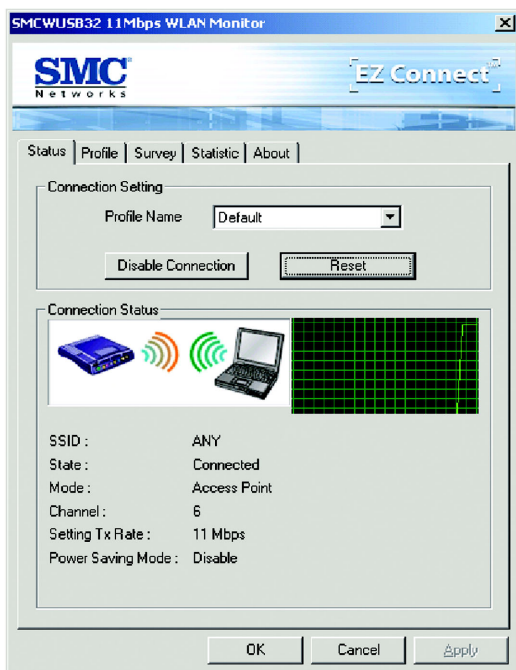 SMCWUSB32 11Mbps WLAN Monitor
SMC
Networks
EZ Connect™
Status Profile Survey Statistic About
Connection Setting
Profile Name Default
Disable Connection Reset
Connection Status
SSID : ANY
State : Connected
Mode : Access Point
Channel : 6
Setting Tx Rate : 11 Mbps
Power Saving Mode : Disable
OK Cancel Apply